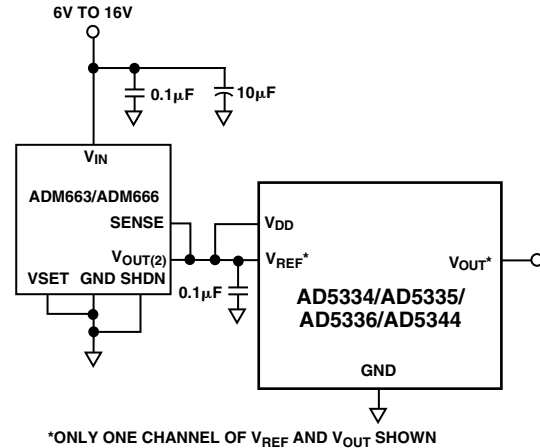 6V TO 16V
0.1μF
10μF
VIN
ADM663/ADM666
SENSE
VOUT(2)
VSET GND SHDN
0.1μF
VDD
VREF*
VOUT*
AD5334/AD5335/
AD5336/AD5344
GND
*ONLY ONE CHANNEL OF VREF AND VOUT SHOWN